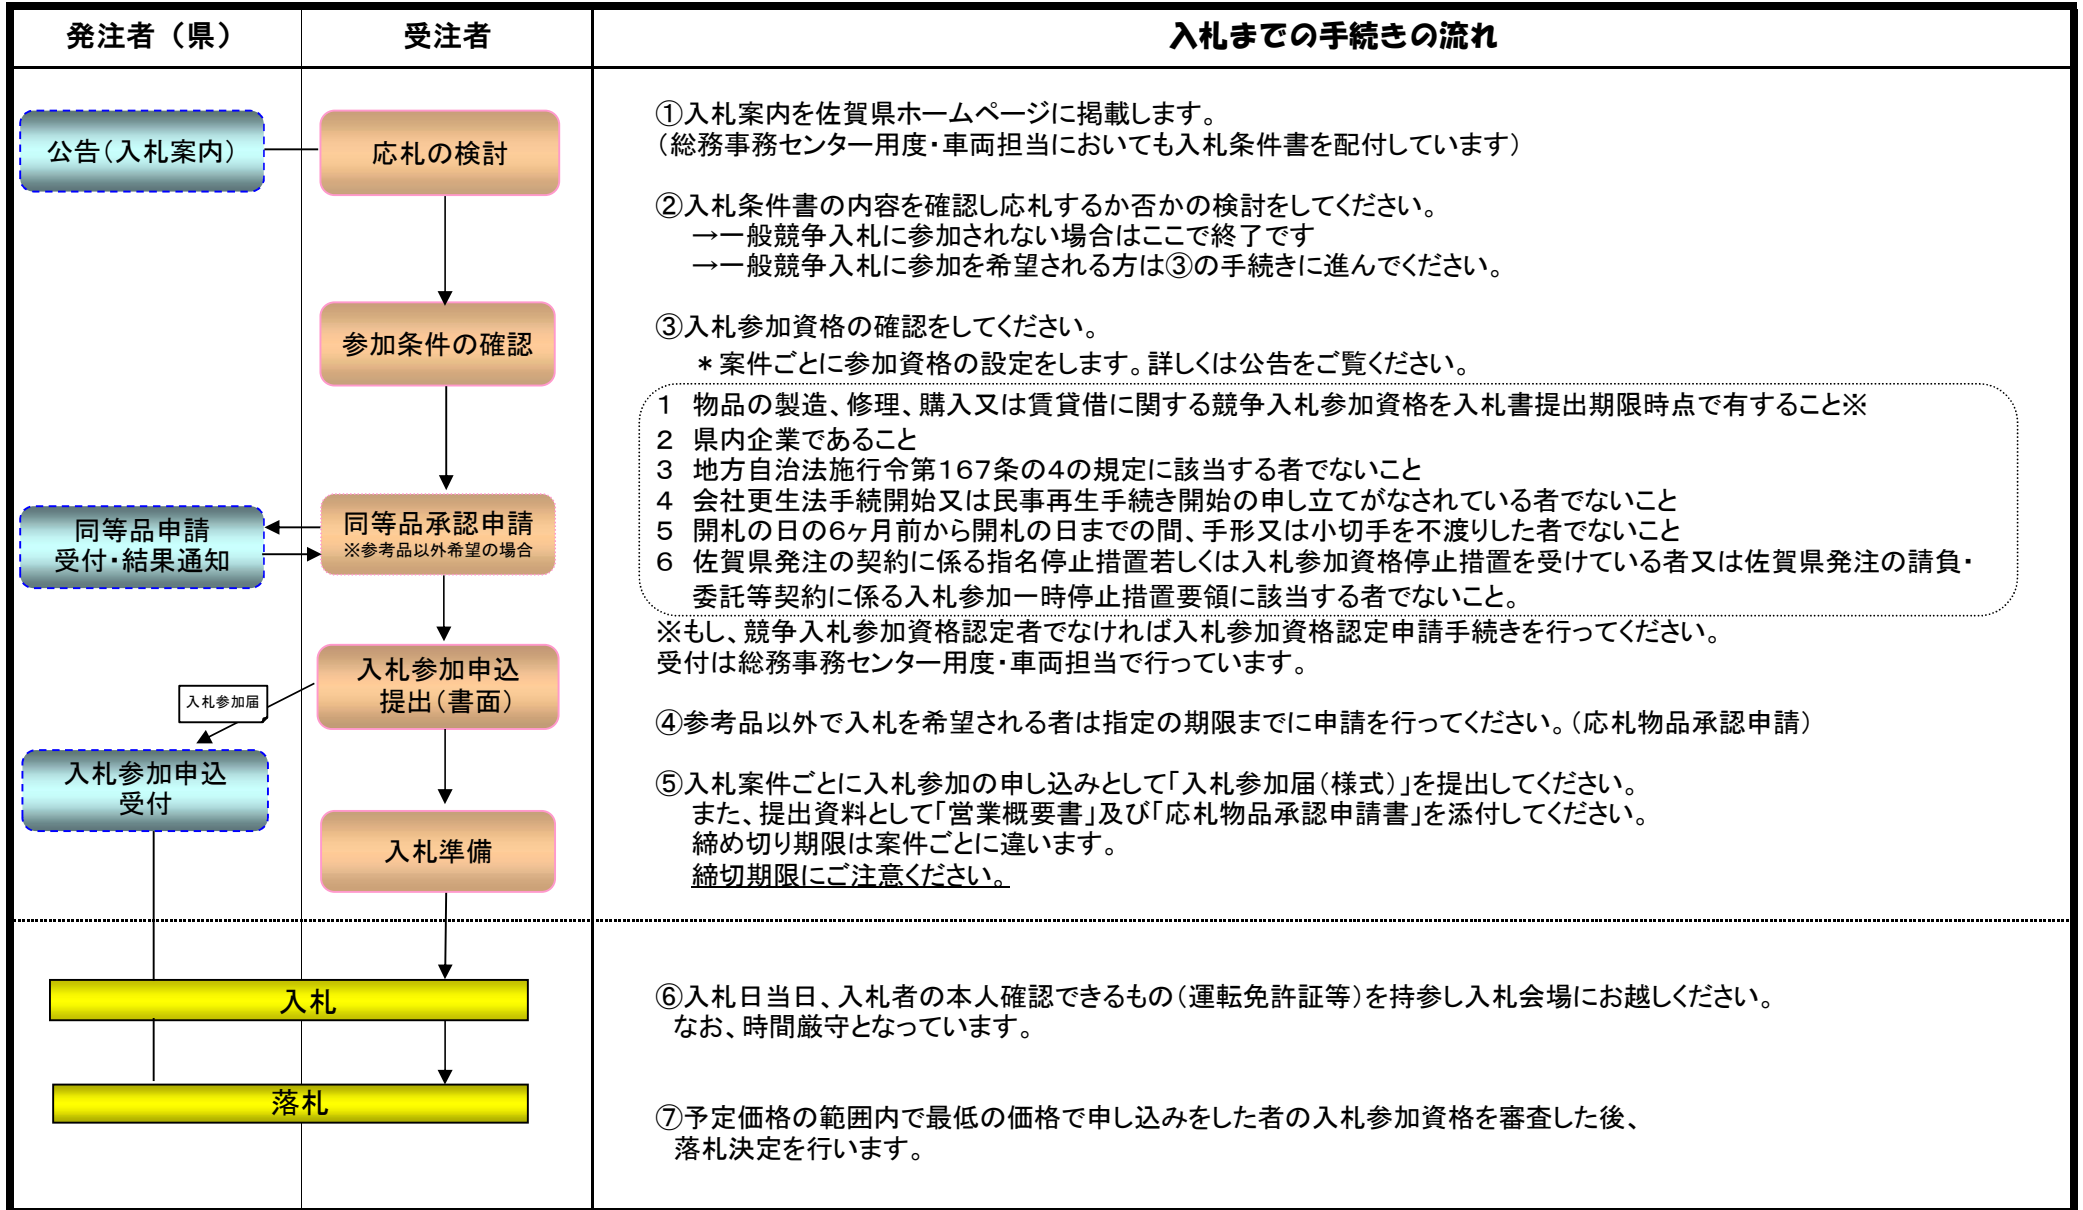 発注者（県）
受注者
入札までの手続きの流れ
公告（入札案内）
応札の検討
参加条件の確認
同等品申請
受付・結果通知
同等品承認申請
※参考品以外希望の場合
入札参加申込
提出（書面）
入札参加届
入札参加申込
受付
入札準備
入札
落札
①入札案内を佐賀県ホームページに掲載します。
（総務事務センター用度・車両担当においても入札条件書を配付しています）
②入札条件書の内容を確認し応札するか否かの検討をしてください。
→一般競争入札に参加されない場合はここで終了です
→一般競争入札に参加を希望される方は③の手続きに進んでください。
③入札参加資格の確認をしてください。
＊案件ごとに参加資格の設定をします。詳しくは公告をご覧ください。
１　物品の製造、修理、購入又は賃貸借に関する競争入札参加資格を入札書提出期限時点で有すること※
２　県内企業であること
３　地方自治法施行令第１６７条の４の規定に該当する者でないこと
４　会社更生法手続開始又は民事再生手続き開始の申し立てがなされている者でないこと
５　開札の日の６ヶ月前から開札の日までの間、手形又は小切手を不渡りした者でないこと
６　佐賀県発注の契約に係る指名停止措置若しくは入札参加資格停止措置を受けている者又は佐賀県発注の請負・
委託等契約に係る入札参加一時停止措置要領に該当する者でないこと。
※もし、競争入札参加資格認定者でなければ入札参加資格認定申請手続きを行ってください。
受付は総務事務センター用度・車両担当で行っています。
④参考品以外で入札を希望される者は指定の期限までに申請を行ってください。（応札物品承認申請）
⑤入札案件ごとに入札参加の申し込みとして「入札参加届（様式）」を提出してください。
また、提出資料として「営業概要書」及び「応札物品承認申請書」を添付してください。
締め切り期限は案件ごとに違います。
締切期限にご注意ください。
⑥入札日当日、入札者の本人確認できるもの（運転免許証等）を持参し入札会場にお越しください。
なお、時間厳守となっています。
⑦予定価格の範囲内で最低の価格で申し込みをした者の入札参加資格を審査した後、
落札決定を行います。